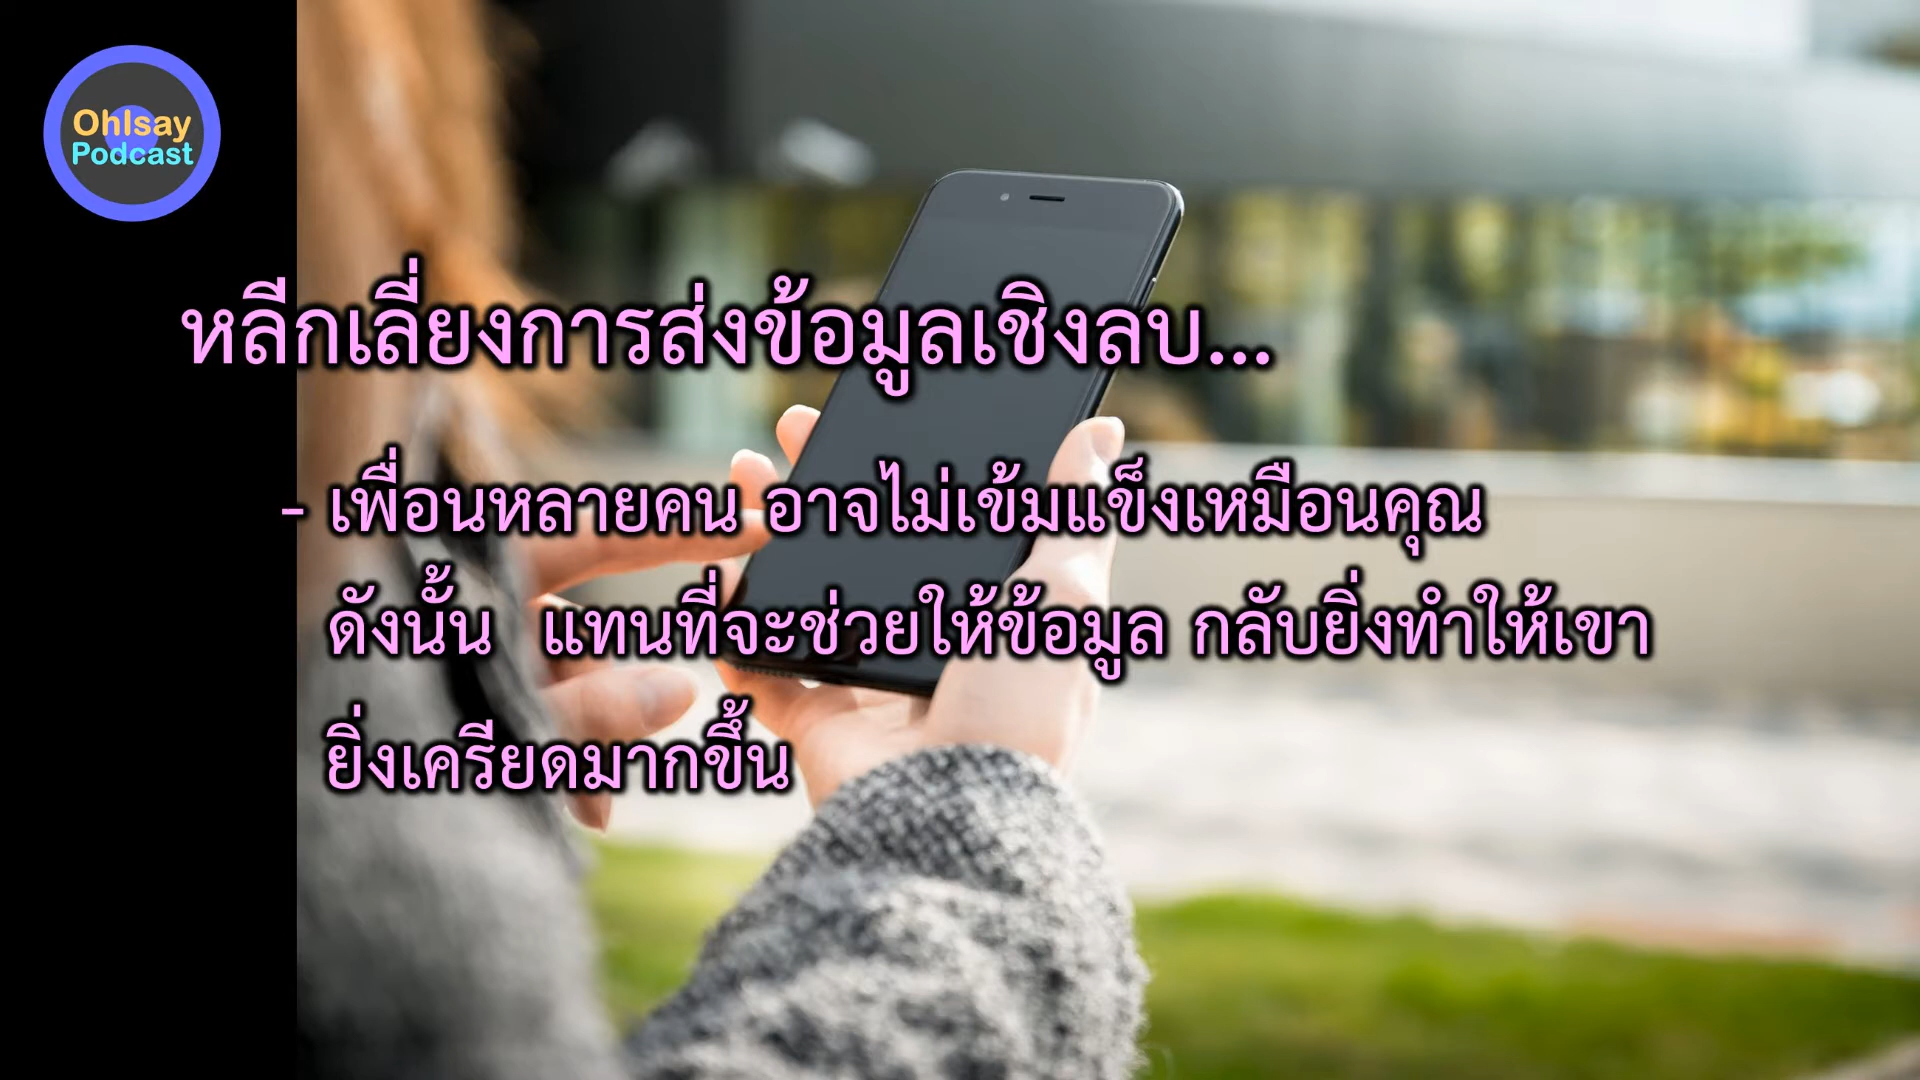 Ohlsay
Podcast
หลีกเลี่ยงการส่งข้อมูลเชิงลบ...
- เพื่อนหลายคน อาจไม่เข้มแข็งเหมือนคุณ
ดังนั้น แทนที่จะช่วยให้ข้อมูล กลับยิ่งทำให้เขา
ยิ่งเครียดมากขึ้น